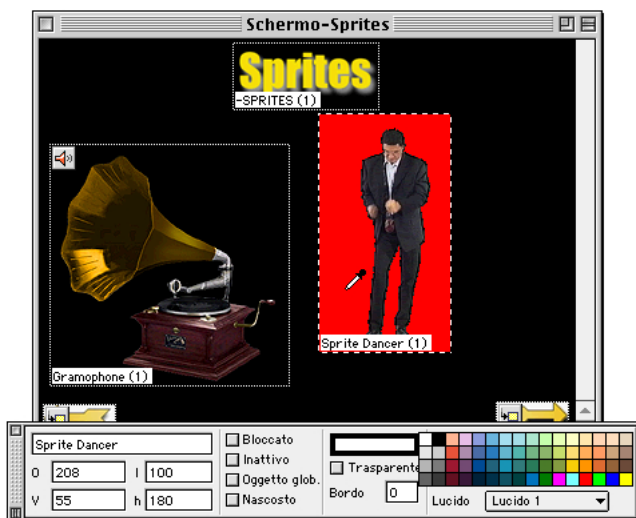 Schermo-Sprites
Sprites
-SPRITES (1)
Gramophone (1)
Sprite Dancer (1)
Sprite Dancer
O 208 l 100
V 55 h 180
Bloccato
Inattivo
Oggetto glob.
Nascosto
Trasparente
Bordo 0
Lucido Lucido 1